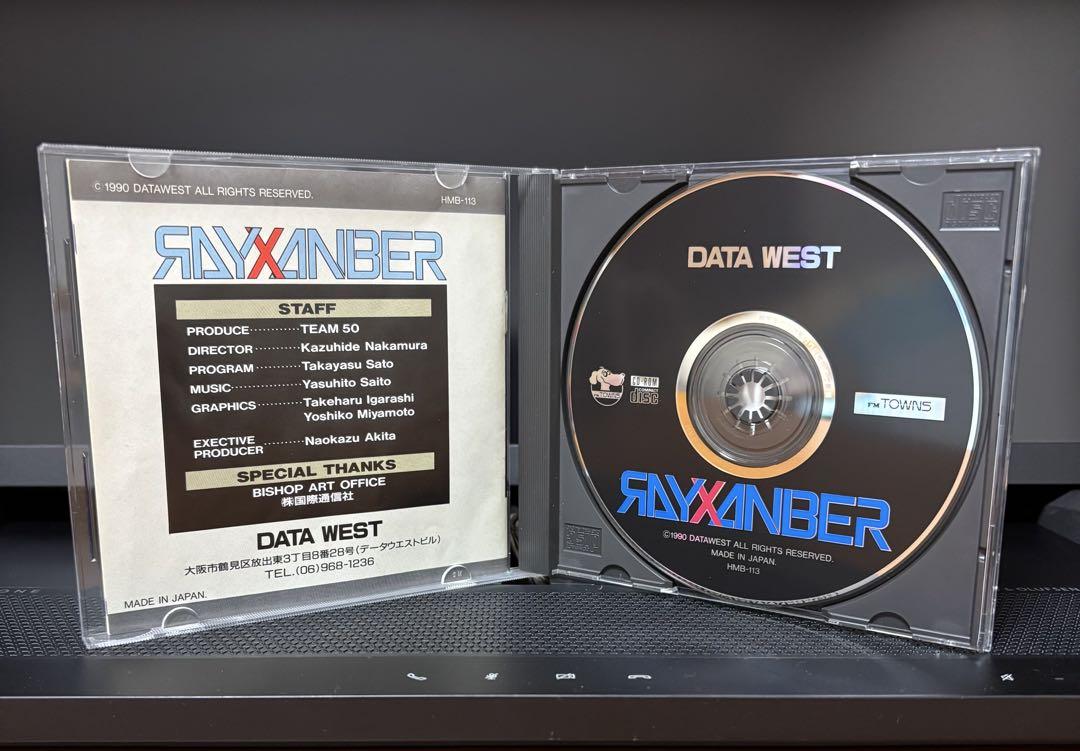 © 1990 DATAWEST ALL RIGHTS RESERVED.
HMB-113
RAYXANBER
STAFF
PRODUCE············TEAM 50
DIRECTOR··········Kazuhide Nakamura
PROGRAM··········Takayasu Sato
MUSIC···············Yasuhito Saito
GRAPHICS··········Takeharu Igarashi
Yoshiko Miyamoto
EXECTIVE
PRODUCER ·········Naokazu Akita
SPECIAL THANKS
BISHOP ART OFFICE
㈱国際通信社
DATA WEST
大阪市鶴見区放出東3丁目8番28号(データウエストビル)
TEL.(06)968-1236
MADE IN JAPAN.
DATA WEST
FM TOWNS
CD-ROM
COMPACT
DISC
FM TOWNS
RAYXANBER
©1990 DATAWEST ALL RIGHTS RESERVED.
MADE IN JAPAN.
HMB-113